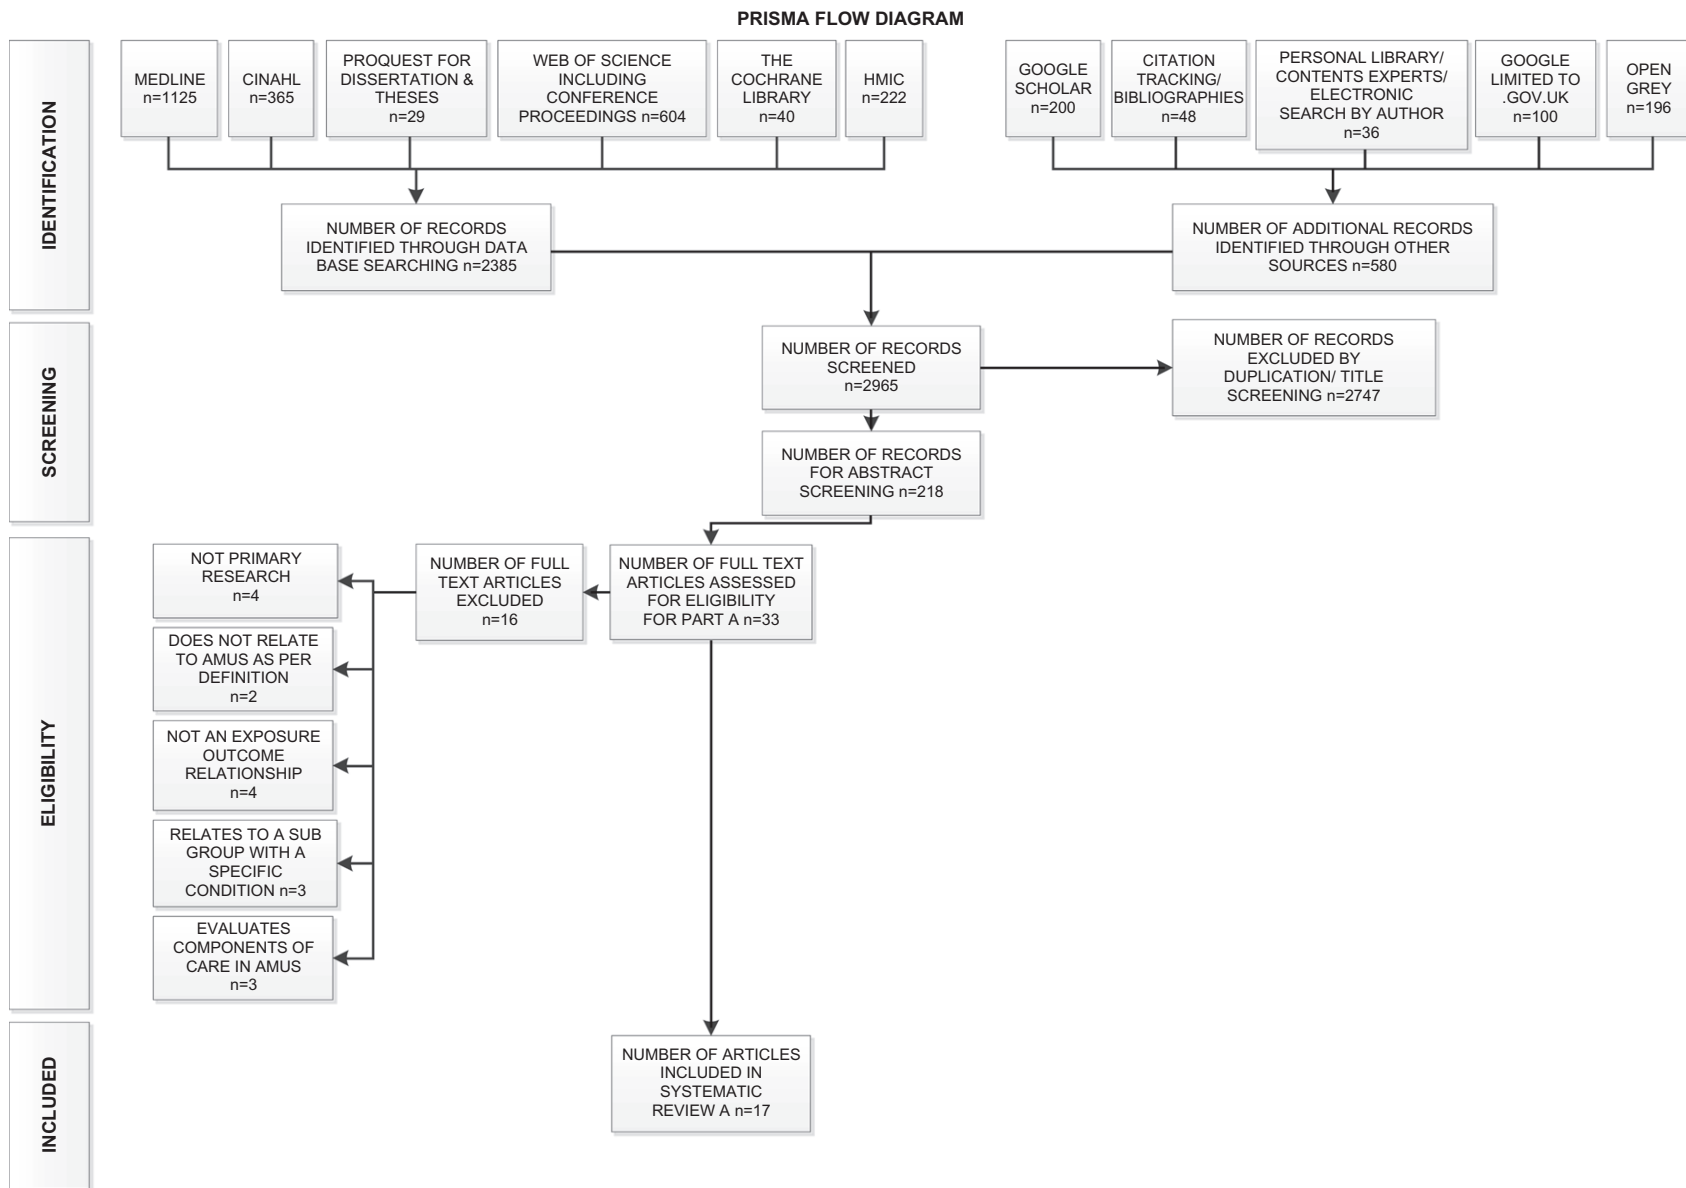 PRISMA FLOW DIAGRAM
IDENTIFICATION
MEDLINE
n=1125
CINAHL
n=365
PROQUEST FOR
DISSERTATION &
THESES
n=29
WEB OF SCIENCE
INCLUDING
CONFERENCE
PROCEEDINGS n=604
THE
COCHRANE
LIBRARY
n=40
HMIC
n=222
GOOGLE
SCHOLAR
n=200
CITATION
TRACKING/
BIBLIOGRAPHIES
n=48
PERSONAL LIBRARY/
CONTENTS EXPERTS/
ELECTRONIC
SEARCH BY AUTHOR
n=36
GOOGLE
LIMITED TO
.GOV.UK
n=100
OPEN
GREY
n=196
NUMBER OF RECORDS
IDENTIFIED THROUGH DATA
BASE SEARCHING n=2385
NUMBER OF ADDITIONAL RECORDS
IDENTIFIED THROUGH OTHER
SOURCES n=580
SCREENING
NUMBER OF RECORDS
SCREENED
n=2965
NUMBER OF RECORDS
EXCLUDED BY
DUPLICATION/ TITLE
SCREENING n=2747
NUMBER OF RECORDS
FOR ABSTRACT
SCREENING n=218
ELIGIBILITY
NOT PRIMARY
RESEARCH
n=4
NUMBER OF FULL
TEXT ARTICLES
EXCLUDED
n=16
NUMBER OF FULL TEXT
ARTICLES ASSESSED
FOR ELIGIBILITY
FOR PART A n=33
DOES NOT RELATE
TO AMUS AS PER
DEFINITION
n=2
NOT AN EXPOSURE
OUTCOME
RELATIONSHIP
n=4
RELATES TO A SUB
GROUP WITH A
SPECIFIC
CONDITION n=3
EVALUATES
COMPONENTS OF
CARE IN AMUS
n=3
INCLUDED
NUMBER OF ARTICLES
INCLUDED IN
SYSTEMATIC
REVIEW A n=17